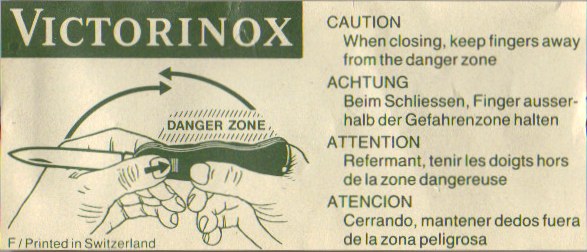 VICTORINOX
DANGER ZONE
F / Printed in Switzerland
CAUTION
When closing, keep fingers away
from the danger zone
ACHTUNG
Beim Schliessen, Finger ausser-
halb der Gefahrenzone halten
ATTENTION
Refermant, tenir les doigts hors
de la zone dangereuse
ATENCION
Cerrando, mantener dedos fuera
de la zona peligrosa